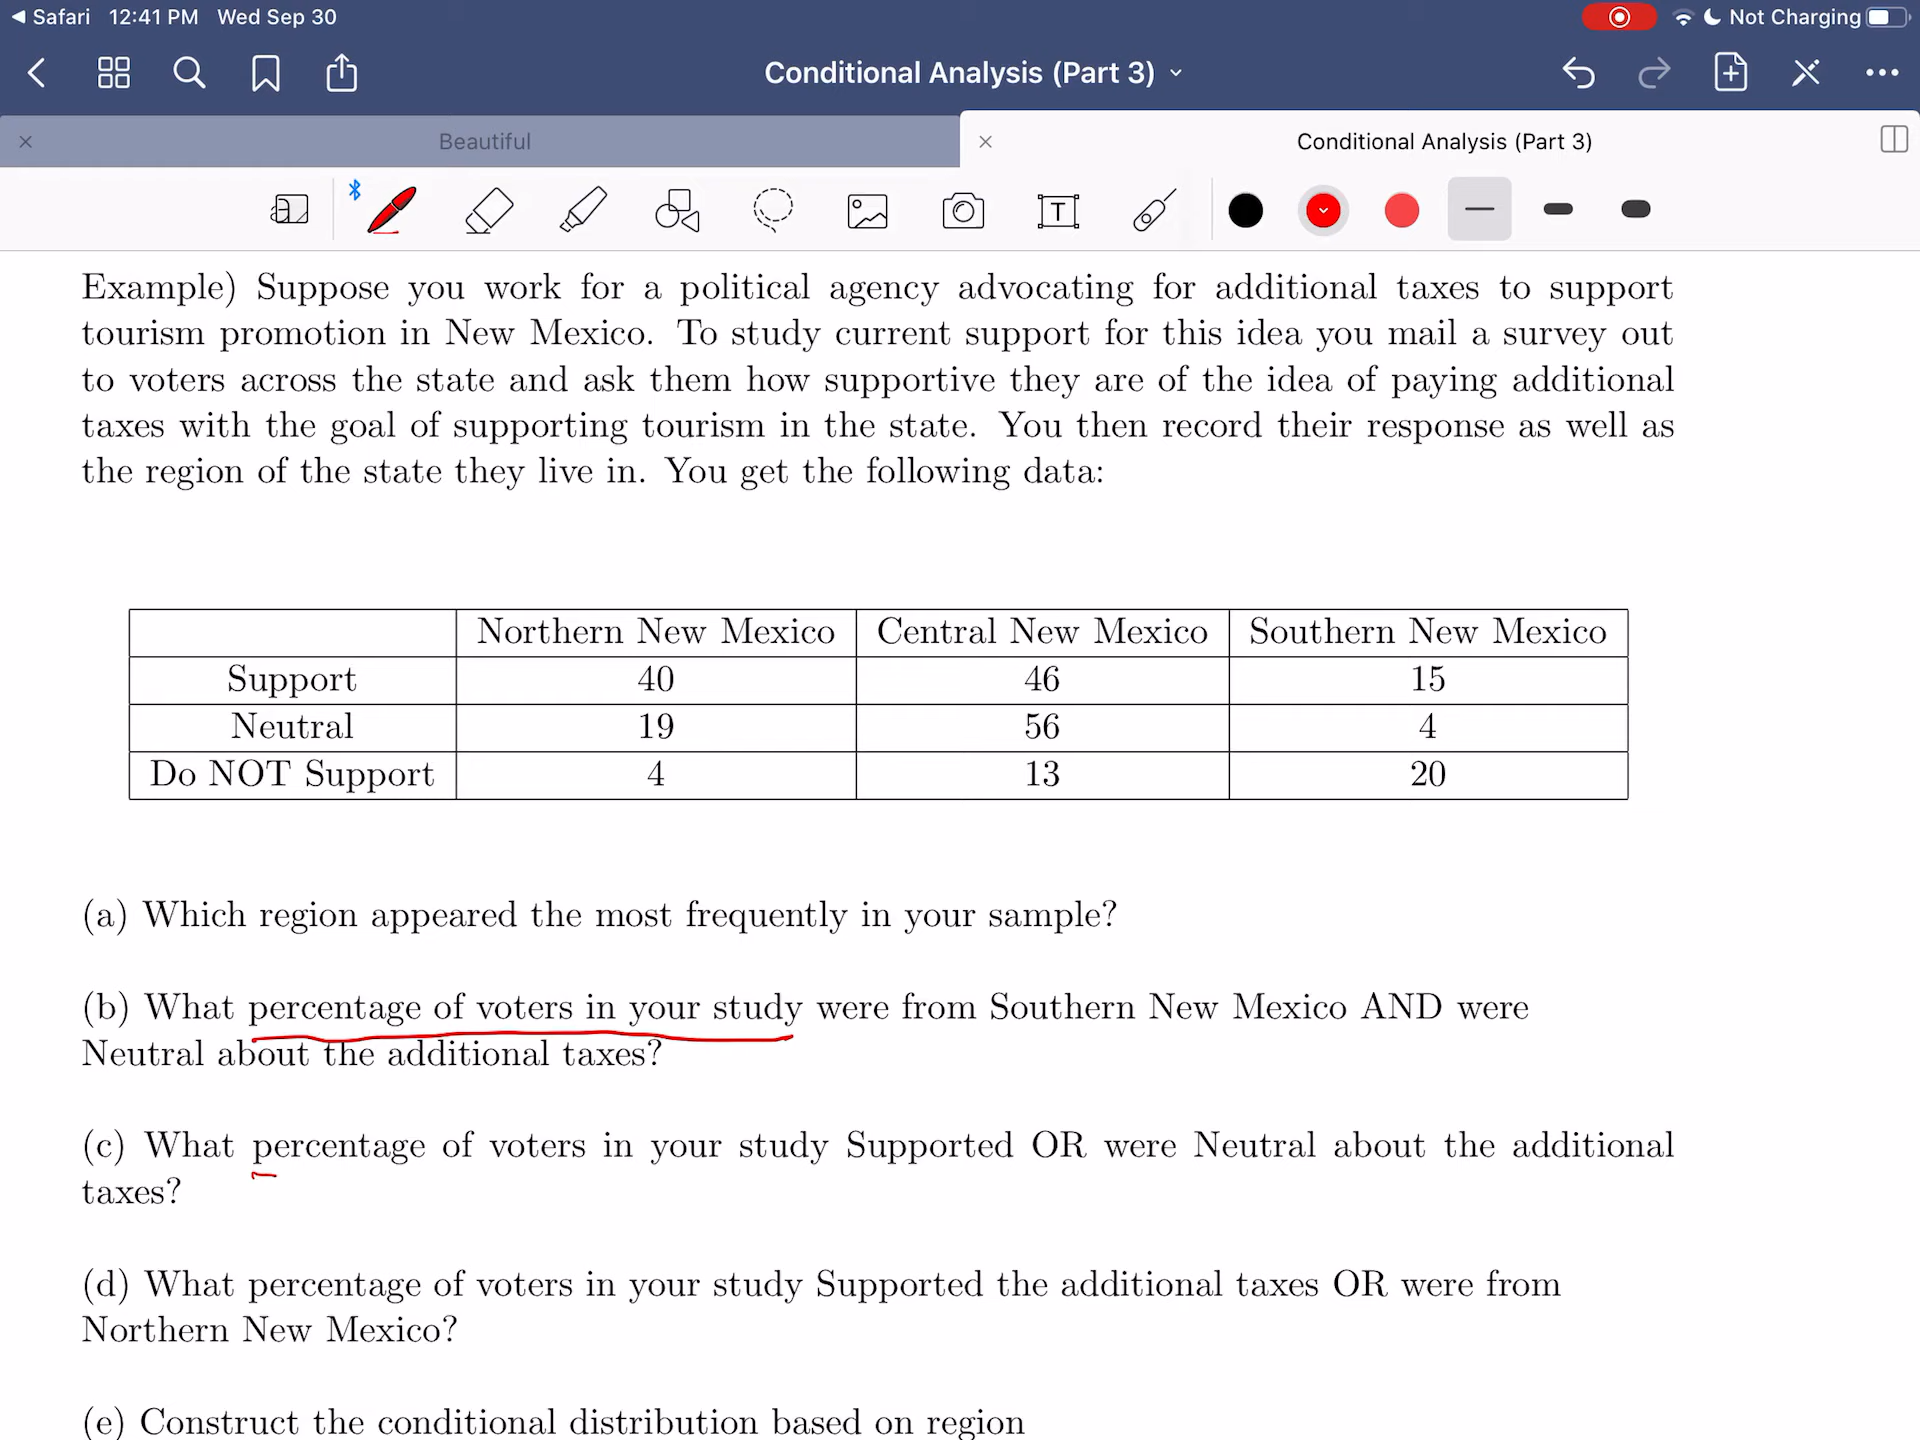 Safari 12:41 PM Wed Sep 30 Not Charging
Conditional Analysis (Part 3)
Beautiful Conditional Analysis (Part 3)
a T
Example) Suppose you work for a political agency advocating for additional taxes to support
tourism promotion in New Mexico. To study current support for this idea you mail a survey out
to voters across the state and ask them how supportive they are of the idea of paying additional
taxes with the goal of supporting tourism in the state. You then record their response as well as
the region of the state they live in. You get the following data:
Northern New Mexico Central New Mexico Southern New Mexico
Support 40 46 15
Neutral 19 56 4
Do NOT Support 4 13 20
(a) Which region appeared the most frequently in your sample?
(b) What percentage of voters in your study were from Southern New Mexico AND were
Neutral about the additional taxes?
(c) What percentage of voters in your study Supported OR were Neutral about the additional
taxes?
(d) What percentage of voters in your study Supported the additional taxes OR were from
Northern New Mexico?
(e) Construct the conditional distribution based on region